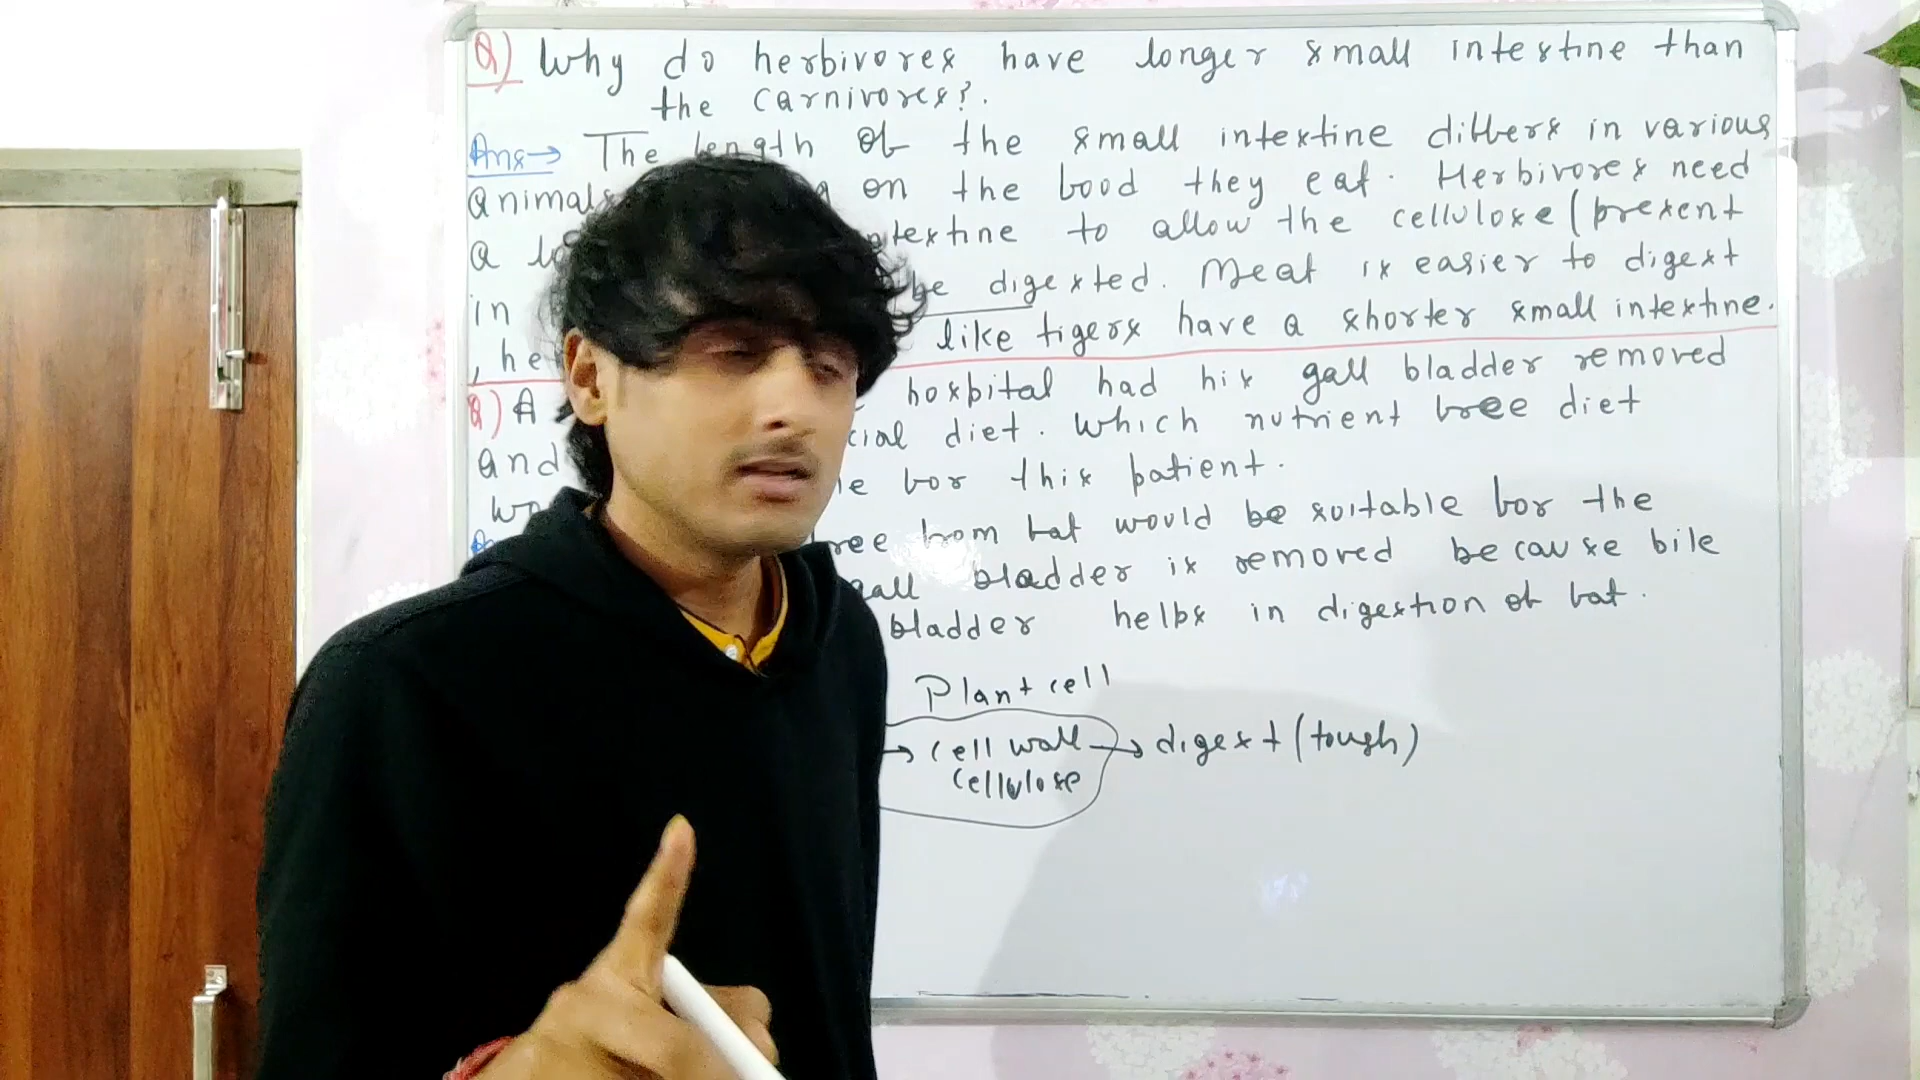 Q) Why do herbivores have longer small intestine than
the carnivores?.
Ans→ The length of the small intestine differs in various
animals on the food they eat. Herbivores need
a intestine to allow the cellulose (present
in be digested. Meat is easier to digest
, he like tigers have a shorter small intestine.
Q) A hospital had his gall bladder removed
and diet. Which nutrient free diet
for this patient.
from fat would be suitable for the
gall bladder is removed because bile
bladder helps in digestion of fat.
Plant cell
→ cell wall → digest (tough)
cellulose